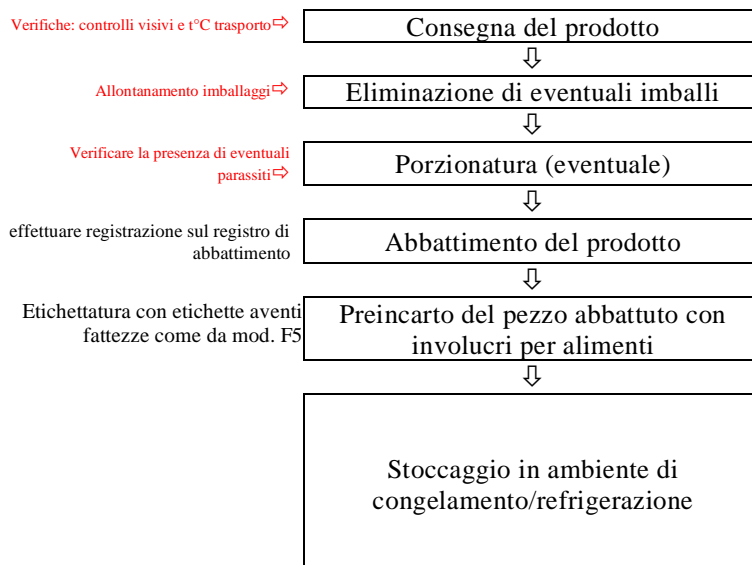 Verifiche: controlli visivi e t°C trasporto⇨
Consegna del prodotto
⇩
Allontanamento imballaggi⇨
Eliminazione di eventuali imballi
⇩
Verificare la presenza di eventuali
parassiti⇨
Porzionatura (eventuale)
⇩
effettuare registrazione sul registro di
abbattimento
Abbattimento del prodotto
⇩
Etichettatura con etichette aventi
fattezze come da mod. F5
Preincarto del pezzo abbattuto con
involucri per alimenti
⇩
Stoccaggio in ambiente di
congelamento/refrigerazione